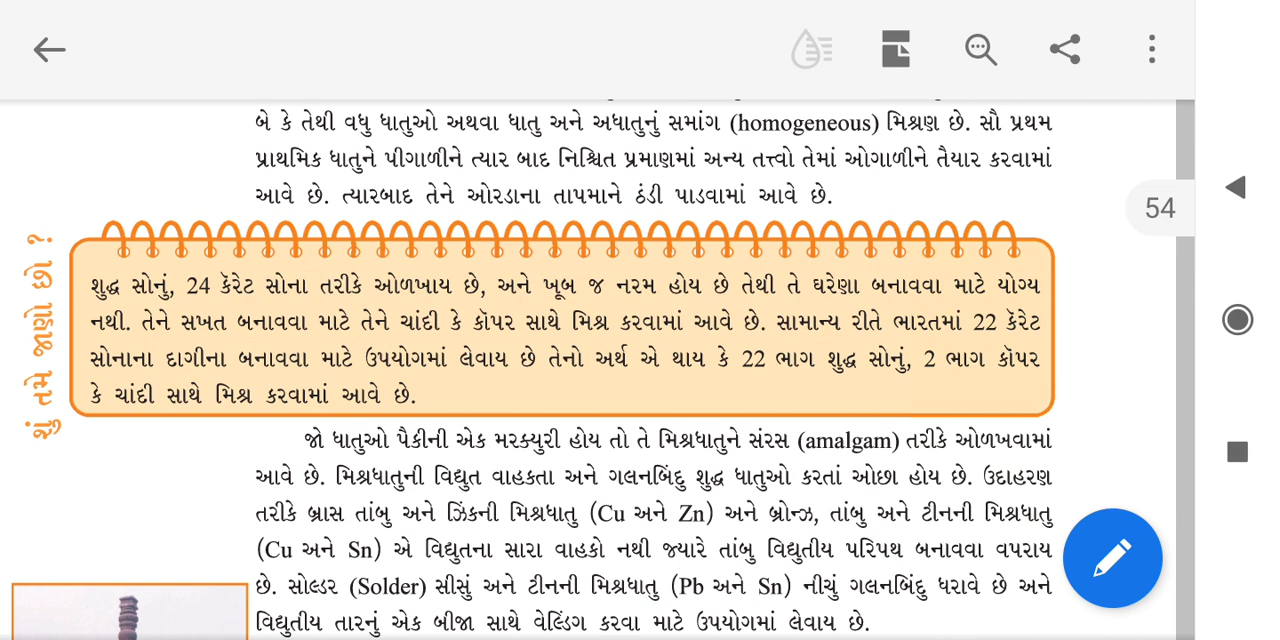 54
બે કે તેથી વધુ ધાતુઓ અથવા ધાતુ અને અધાતુનું સમાંગ (homogeneous) મિશ્રણ છે. સૌ પ્રથમ
પ્રાથમિક ધાતુને પીગાળીને ત્યાર બાદ નિશ્ચિત પ્રમાણમાં અન્ય તત્ત્વો તેમાં ઓગાળીને તૈયાર કરવામાં
આવે છે. ત્યારબાદ તેને ઓરડાના તાપમાને ઠંડી પાડવામાં આવે છે.
શું તમે જાણો છો ?
શુદ્ધ સોનું, 24 કૅરેટ સોના તરીકે ઓળખાય છે, અને ખૂબ જ નરમ હોય છે તેથી તે ઘરેણા બનાવવા માટે યોગ્ય
નથી. તેને સખત બનાવવા માટે તેને ચાંદી કે કૉપર સાથે મિશ્ર કરવામાં આવે છે. સામાન્ય રીતે ભારતમાં 22 કૅરેટ
સોનાના દાગીના બનાવવા માટે ઉપયોગમાં લેવાય છે તેનો અર્થ એ થાય કે 22 ભાગ શુદ્ધ સોનું, 2 ભાગ કૉપર
કે ચાંદી સાથે મિશ્ર કરવામાં આવે છે.
જો ધાતુઓ પૈકીની એક મરક્યુરી હોય તો તે મિશ્રધાતુને સંરસ (amalgam) તરીકે ઓળખવામાં
આવે છે. મિશ્રધાતુની વિદ્યુત વાહકતા અને ગલનબિંદુ શુદ્ધ ધાતુઓ કરતાં ઓછા હોય છે. ઉદાહરણ
તરીકે બ્રાસ તાંબુ અને ઝિંકની મિશ્રધાતુ (Cu અને Zn) અને બ્રોન્ઝ, તાંબુ અને ટીનની મિશ્રધાતુ
(Cu અને Sn) એ વિદ્યુતના સારા વાહકો નથી જ્યારે તાંબુ વિદ્યુતીય પરિપથ બનાવવા વપરાય
છે. સોલ્ડર (Solder) સીસું અને ટીનની મિશ્રધાતુ (Pb અને Sn) નીચું ગલનબિંદુ ધરાવે છે અને
વિદ્યુતીય તારનું એક બીજા સાથે વેલ્ડિંગ કરવા માટે ઉપયોગમાં લેવાય છે.